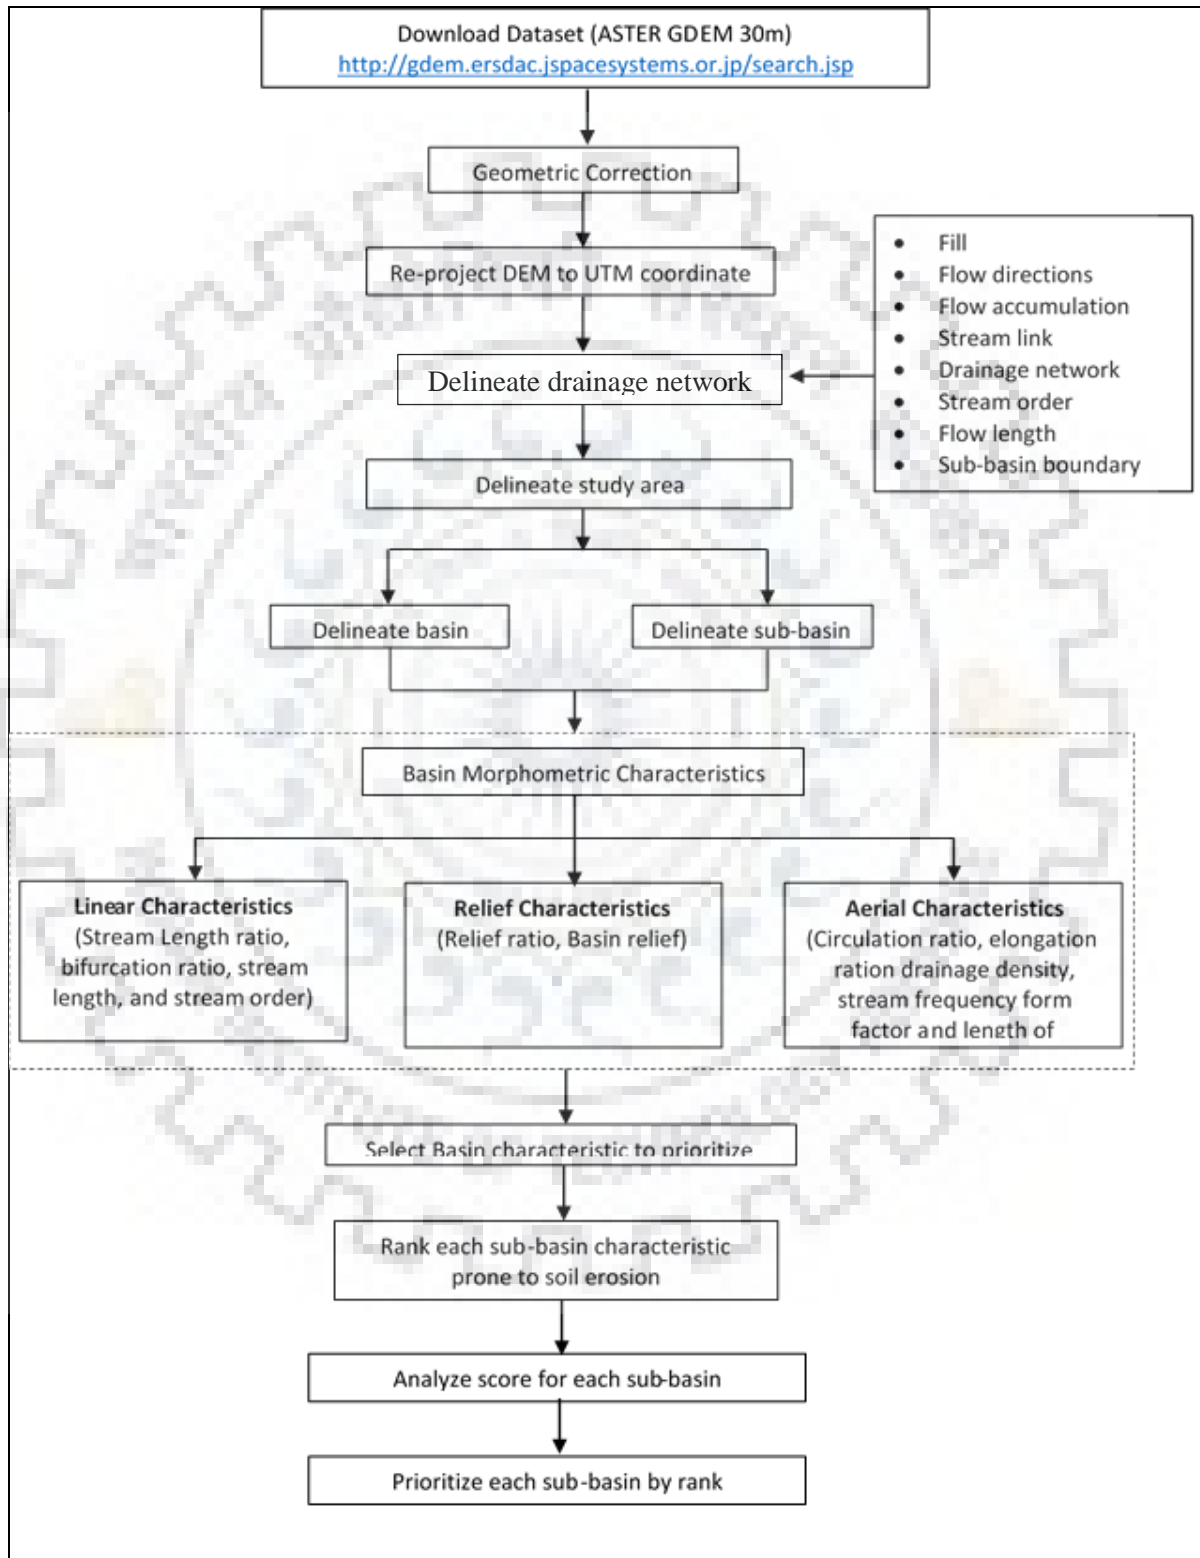 Download Dataset (ASTER GDEM 30m)
http://gdem.ersdac.jspacesystems.or.jp/search.jsp
Geometric Correction
Re-project DEM to UTM coordinate
Fill
Flow directions
Flow accumulation
Stream link
Drainage network
Stream order
Flow length
Sub-basin boundary
Delineate drainage network
Delineate study area
Delineate basin
Delineate sub-basin
Basin Morphometric Characteristics
Linear Characteristics
(Stream Length ratio,
bifurcation ratio, stream
length, and stream order)
Relief Characteristics
(Relief ratio, Basin relief)
Aerial Characteristics
(Circulation ratio, elongation
ration drainage density,
stream frequency form
factor and length of
Select Basin characteristic to prioritize
Rank each sub-basin characteristic
prone to soil erosion
Analyze score for each sub-basin
Prioritize each sub-basin by rank